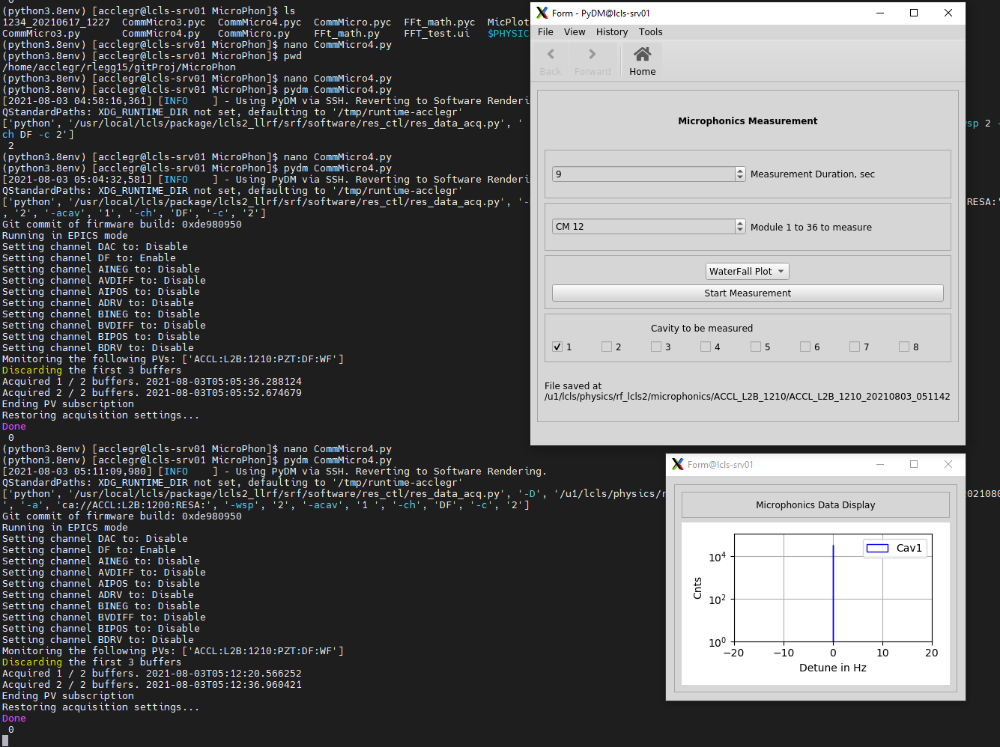 (python3.8env) [acclegr@lcls-srv01 MicroPhon]$ ls
1234_20210617_1227  CommMicro3.pyc  CommMicro4.pyc  CommMicro.pyc  FFt_math.pyc  MicPlot
CommMicro3.py       CommMicro4.py   CommMicro.py    FFt_math.py    FFT_test.ui   $PHYSIC
(python3.8env) [acclegr@lcls-srv01 MicroPhon]$ nano CommMicro4.py
(python3.8env) [acclegr@lcls-srv01 MicroPhon]$ pwd
/home/acclegr/rlegg15/gitProj/MicroPhon
(python3.8env) [acclegr@lcls-srv01 MicroPhon]$ nano CommMicro4.py
(python3.8env) [acclegr@lcls-srv01 MicroPhon]$ pydm CommMicro4.py
[2021-08-03 04:58:16,361] [INFO    ] - Using PyDM via SSH. Reverting to Software Renderi
QStandardPaths: XDG_RUNTIME_DIR not set, defaulting to '/tmp/runtime-acclegr'
['python', '/usr/local/lcls/package/lcls2_llrf/srf/software/res_ctl/res_data_acq.py', ' wsp 2 -
ch DF -c 2']
 2
(python3.8env) [acclegr@lcls-srv01 MicroPhon]$ nano CommMicro4.py
(python3.8env) [acclegr@lcls-srv01 MicroPhon]$ pydm CommMicro4.py
[2021-08-03 05:04:32,581] [INFO    ] - Using PyDM via SSH. Reverting to Software Renderi
QStandardPaths: XDG_RUNTIME_DIR not set, defaulting to '/tmp/runtime-acclegr'
['python', '/usr/local/lcls/package/lcls2_llrf/srf/software/res_ctl/res_data_acq.py', '- RESA:'
, '2', '-acav', '1', '-ch', 'DF', '-c', '2']
Git commit of firmware build: 0xde980950
Running in EPICS mode
Setting channel DAC to: Disable
Setting channel DF to: Enable
Setting channel AINEG to: Disable
Setting channel AVDIFF to: Disable
Setting channel AIPOS to: Disable
Setting channel ADRV to: Disable
Setting channel BINEG to: Disable
Setting channel BVDIFF to: Disable
Setting channel BIPOS to: Disable
Setting channel BDRV to: Disable
Monitoring the following PVs: ['ACCL:L2B:1210:PZT:DF:WF']
Discarding the first 3 buffers
Acquired 1 / 2 buffers. 2021-08-03T05:05:36.288124
Acquired 2 / 2 buffers. 2021-08-03T05:05:52.674679
Ending PV subscription
Restoring acquisition settings...
Done
 0
(python3.8env) [acclegr@lcls-srv01 MicroPhon]$ nano CommMicro4.py
(python3.8env) [acclegr@lcls-srv01 MicroPhon]$ pydm CommMicro4.py
[2021-08-03 05:11:09,980] [INFO    ] - Using PyDM via SSH. Reverting to Software Rendering.
QStandardPaths: XDG_RUNTIME_DIR not set, defaulting to '/tmp/runtime-acclegr'
['python', '/usr/local/lcls/package/lcls2_llrf/srf/software/res_ctl/res_data_acq.py', '-D', '/u1/lcls/physics/r 202108
', '-a', 'ca://ACCL:L2B:1200:RESA:', '-wsp', '2', '-acav', '1 ', '-ch', 'DF', '-c', '2']
Git commit of firmware build: 0xde980950
Running in EPICS mode
Setting channel DAC to: Disable
Setting channel DF to: Enable
Setting channel AINEG to: Disable
Setting channel AVDIFF to: Disable
Setting channel AIPOS to: Disable
Setting channel ADRV to: Disable
Setting channel BINEG to: Disable
Setting channel BVDIFF to: Disable
Setting channel BIPOS to: Disable
Setting channel BDRV to: Disable
Monitoring the following PVs: ['ACCL:L2B:1210:PZT:DF:WF']
Discarding the first 3 buffers
Acquired 1 / 2 buffers. 2021-08-03T05:12:20.566252
Acquired 2 / 2 buffers. 2021-08-03T05:12:36.960421
Ending PV subscription
Restoring acquisition settings...
Done
 0
Form - PyDM@lcls-srv01
File View History Tools
Back Forward Home
Microphonics Measurement
9 Measurement Duration, sec
CM 12 Module 1 to 36 to measure
WaterFall Plot
Start Measurement
Cavity to be measured
1 2 3 4 5 6 7 8
File saved at
/u1/lcls/physics/rf_lcls2/microphonics/ACCL_L2B_1210/ACCL_L2B_1210_20210803_051142
Form@lcls-srv01
Microphonics Data Display
Cav1
10^4
10^2
10^0
Cnts
−20 −10 0 10 20
Detune in Hz